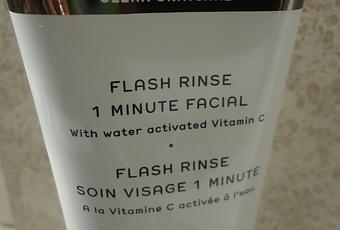 FLASH RINSE
1 MINUTE FACIAL
With water activated Vitamin C
FLASH RINSE
SOIN VISAGE 1 MINUTE
A la Vitamine C activée à l'eau